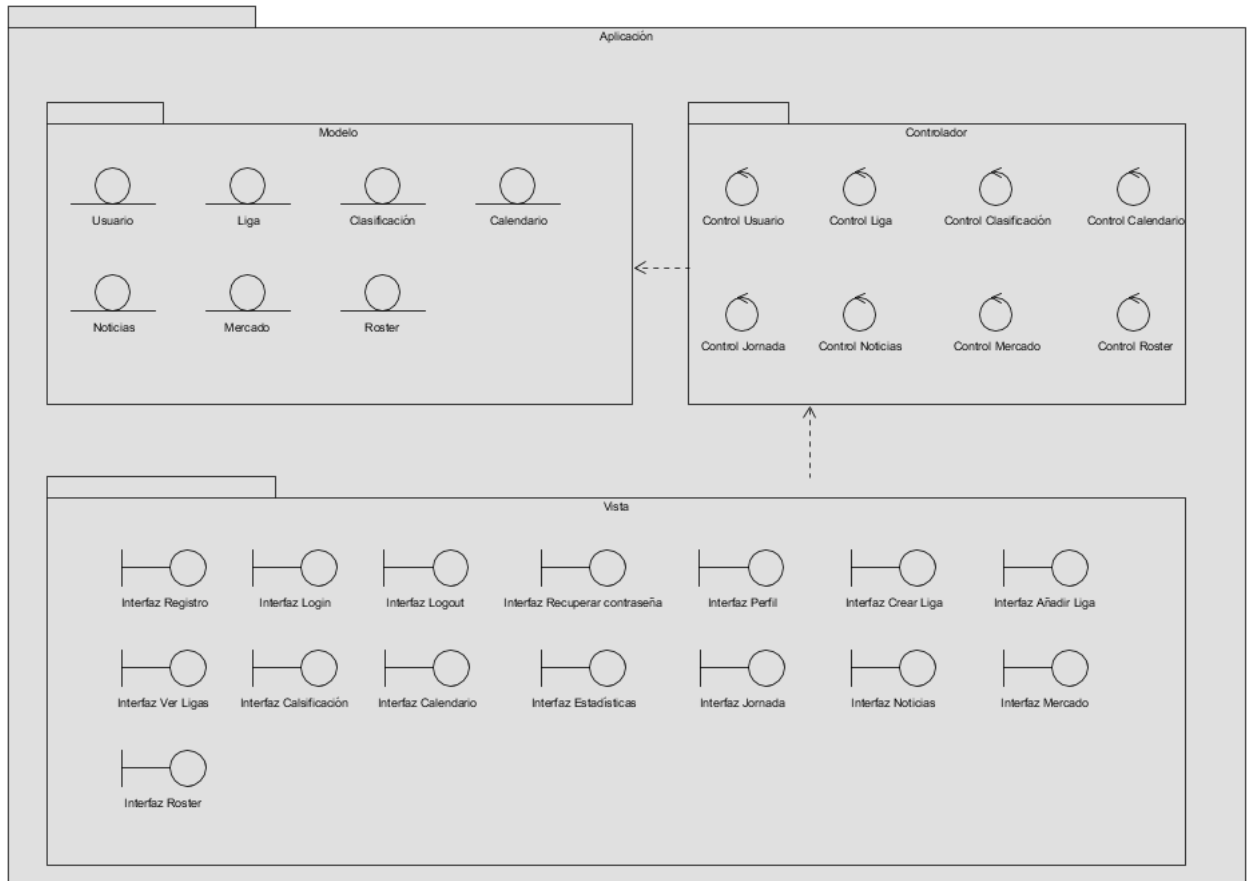 Aplicación
Modelo
Controlador
Usuario
Liga
Clasificación
Calendario
Control Usuario
Control Liga
Control Clasificación
Control Calendario
Noticias
Mercado
Roster
Control Jornada
Control Noticias
Control Mercado
Control Roster
Vista
Interfaz Registro
Interfaz Login
Interfaz Logout
Interfaz Recuperar contraseña
Interfaz Perfil
Interfaz Crear Liga
Interfaz Añadir Liga
Interfaz Ver Ligas
Interfaz Calsificación
Interfaz Calendario
Interfaz Estadísticas
Interfaz Jornada
Interfaz Noticias
Interfaz Mercado
Interfaz Roster